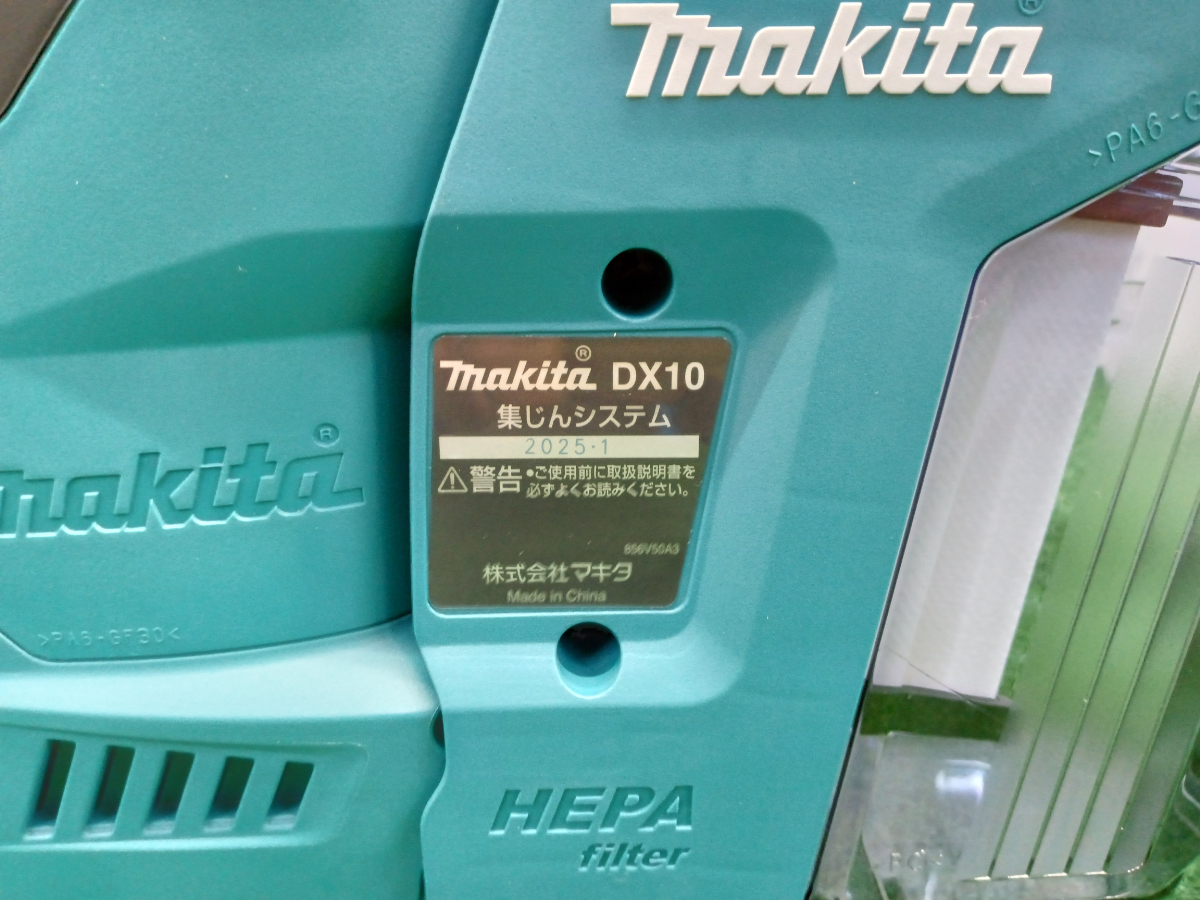 makita®
>PA6-G
makita® DX10
集じんシステム
2025・1
⚠警告 ●ご使用前に取扱説明書を
必ずよくお読みください。
856V50A3
株式会社マキタ
Made in China
makita®
>PA6-GF30<
HEPA
filter